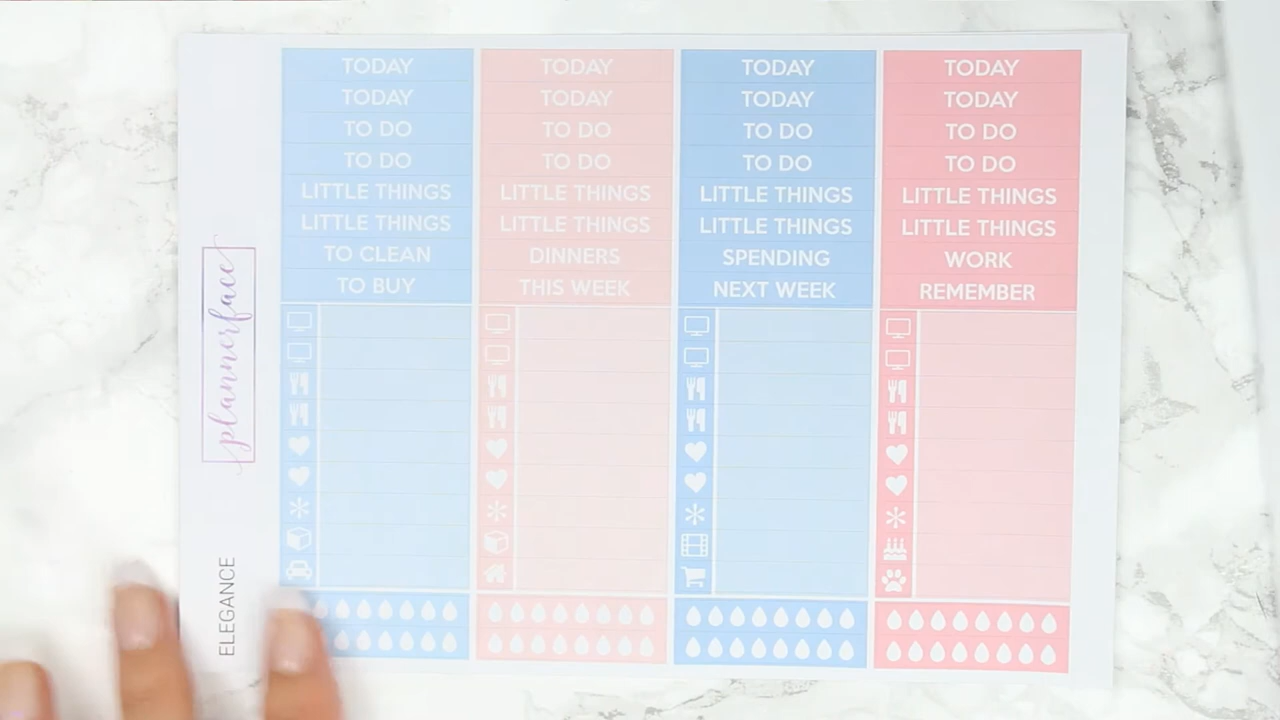 TODAY
TODAY
TO DO
TO DO
LITTLE THINGS
LITTLE THINGS
TO CLEAN
TO BUY
TODAY
TODAY
TO DO
TO DO
LITTLE THINGS
LITTLE THINGS
DINNERS
THIS WEEK
TODAY
TODAY
TO DO
TO DO
LITTLE THINGS
LITTLE THINGS
SPENDING
NEXT WEEK
TODAY
TODAY
TO DO
TO DO
LITTLE THINGS
LITTLE THINGS
WORK
REMEMBER
plannerface
ELEGANCE